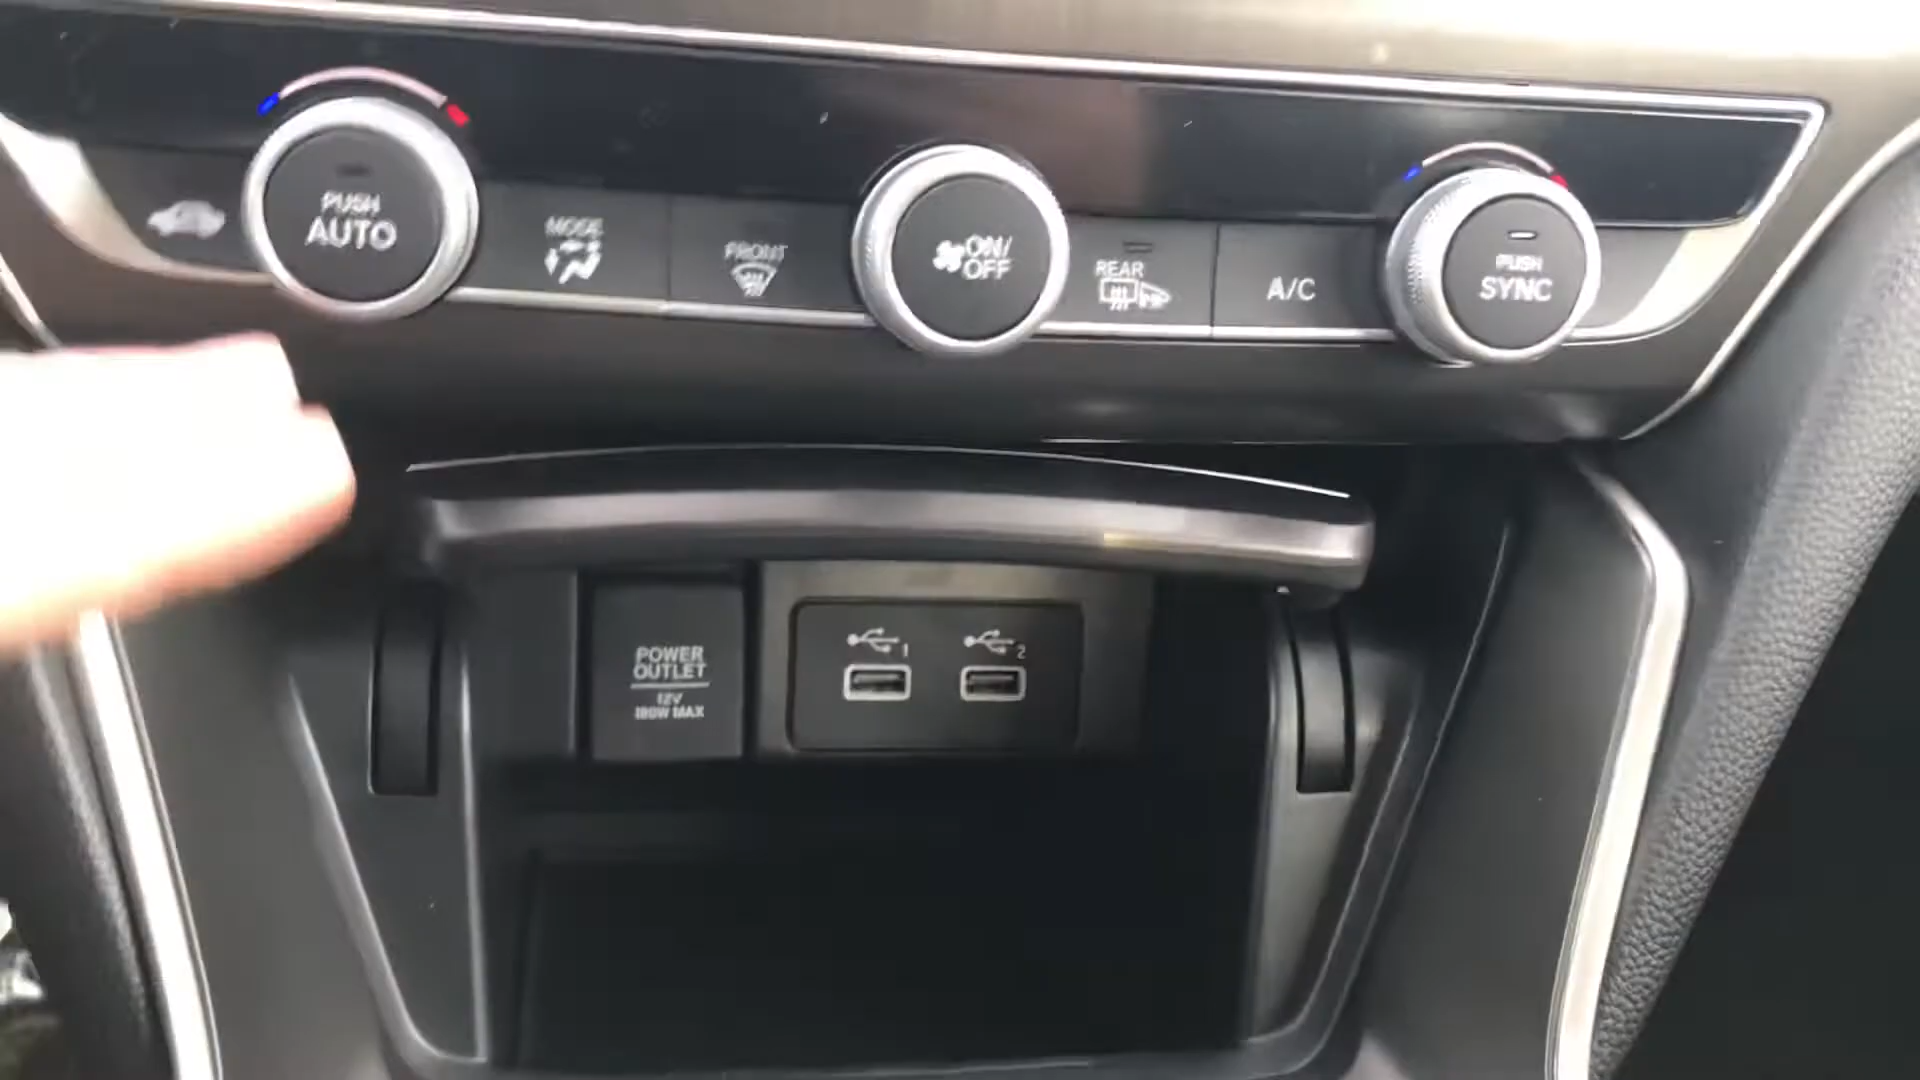 PUSH
AUTO
MODE
FRONT
ON/
OFF
REAR
A/C
PUSH
SYNC
POWER
OUTLET
12V
180W MAX
1
2